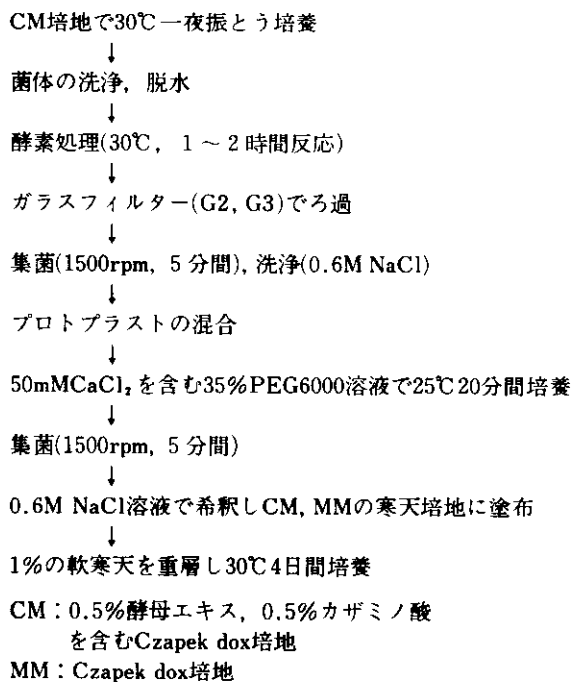 CM培地で30℃一夜振とう培養
↓
菌体の洗浄，脱水
↓
酵素処理(30℃，1～2時間反応)
↓
ガラスフィルター(G2, G3)でろ過
↓
集菌(1500rpm，5分間), 洗浄(0.6M NaCl)
↓
プロトプラストの混合
↓
50mMCaCl₂を含む35%PEG6000溶液で25℃20分間培養
↓
集菌(1500rpm，5分間)
↓
0.6M NaCl溶液で希釈しCM, MMの寒天培地に塗布
↓
1%の軟寒天を重層し30℃4日間培養
CM：0.5%酵母エキス，0.5%カザミノ酸
を含むCzapek dox培地
MM：Czapek dox培地